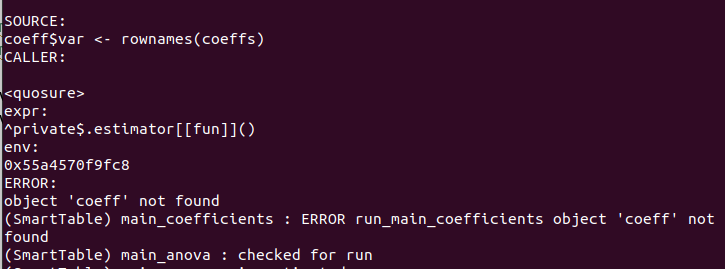 SOURCE:
coeff$var <- rownames(coeffs)
CALLER:
<quosure>
expr:
^private$.estimator[[fun]]()
env:
0x55a4570f9fc8
ERROR:
object 'coeff' not found
(SmartTable) main_coefficients : ERROR run_main_coefficients object 'coeff' not
found
(SmartTable) main_anova : checked for run